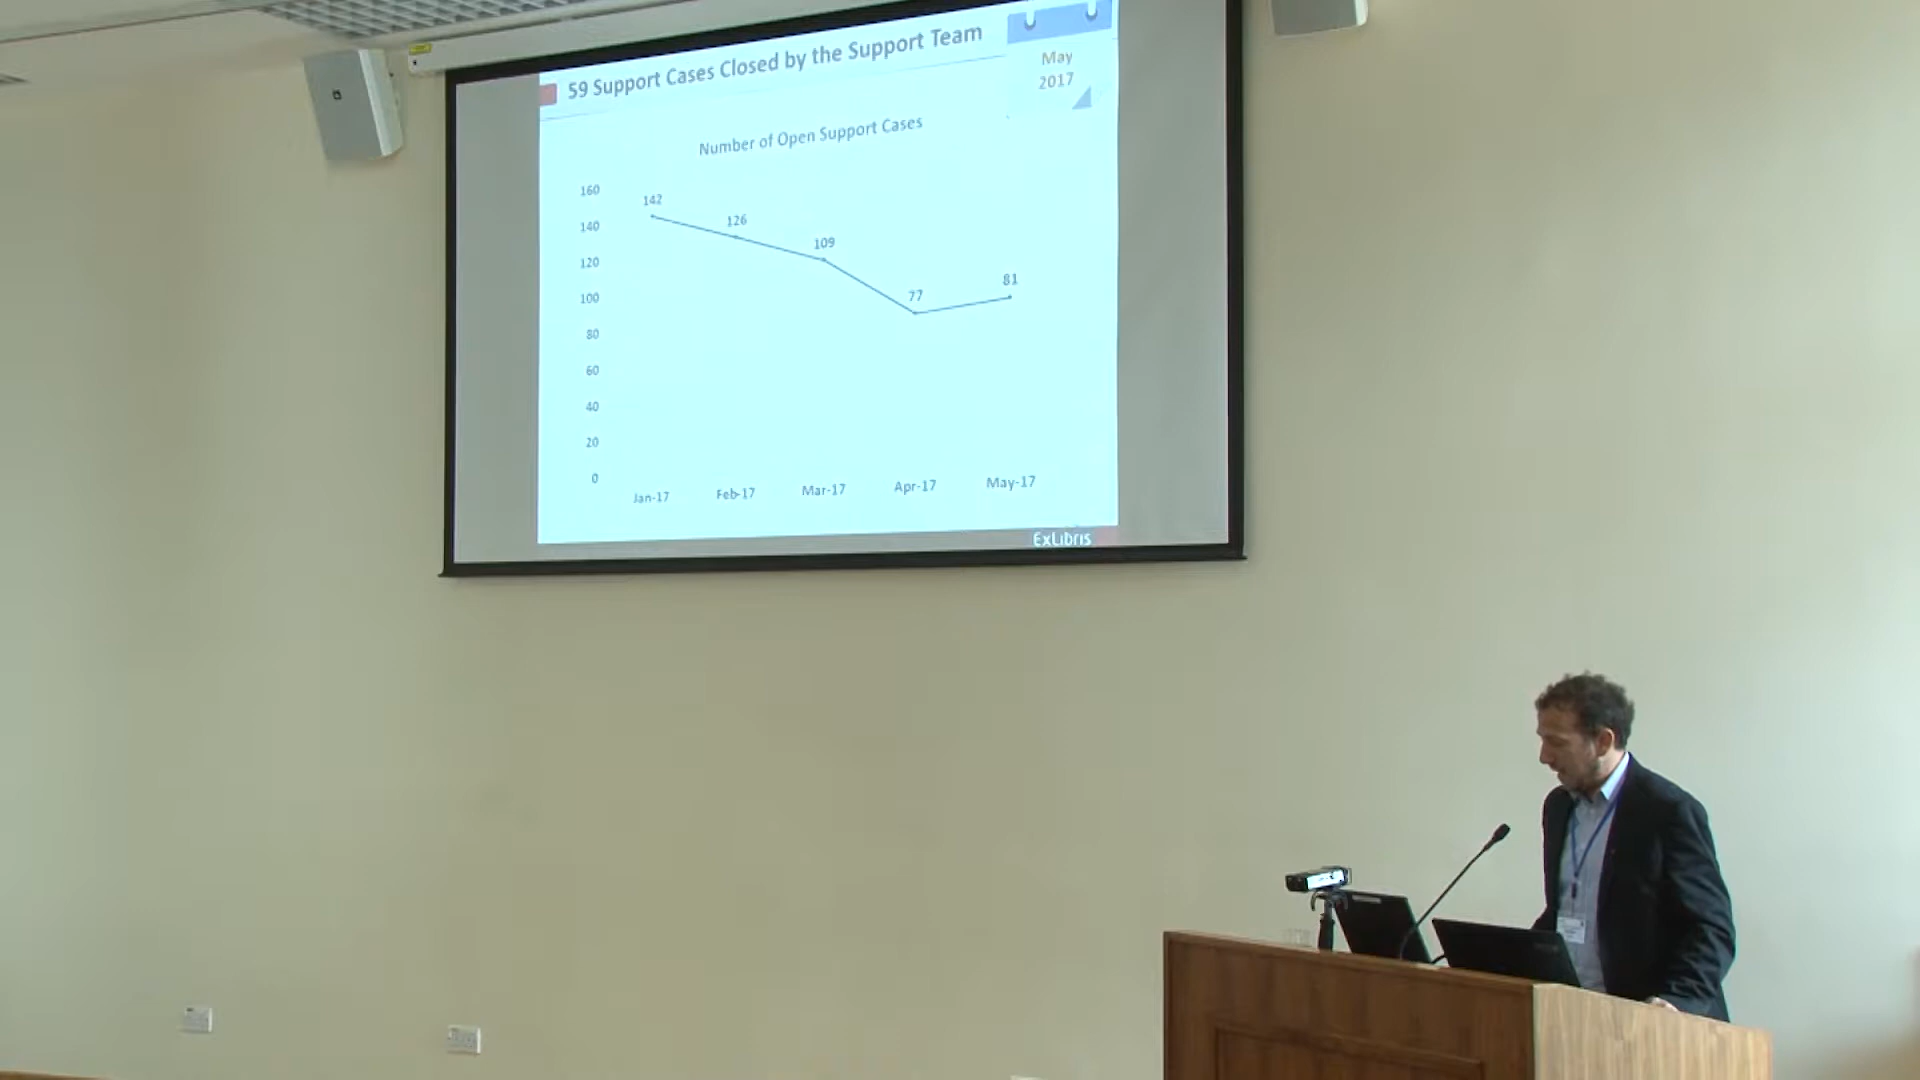 59 Support Cases Closed by the Support Team
May
2017
Number of Open Support Cases
160
140
120
100
80
60
40
20
0
142
126
109
77
81
Jan-17
Feb-17
Mar-17
Apr-17
May-17
ExLibris